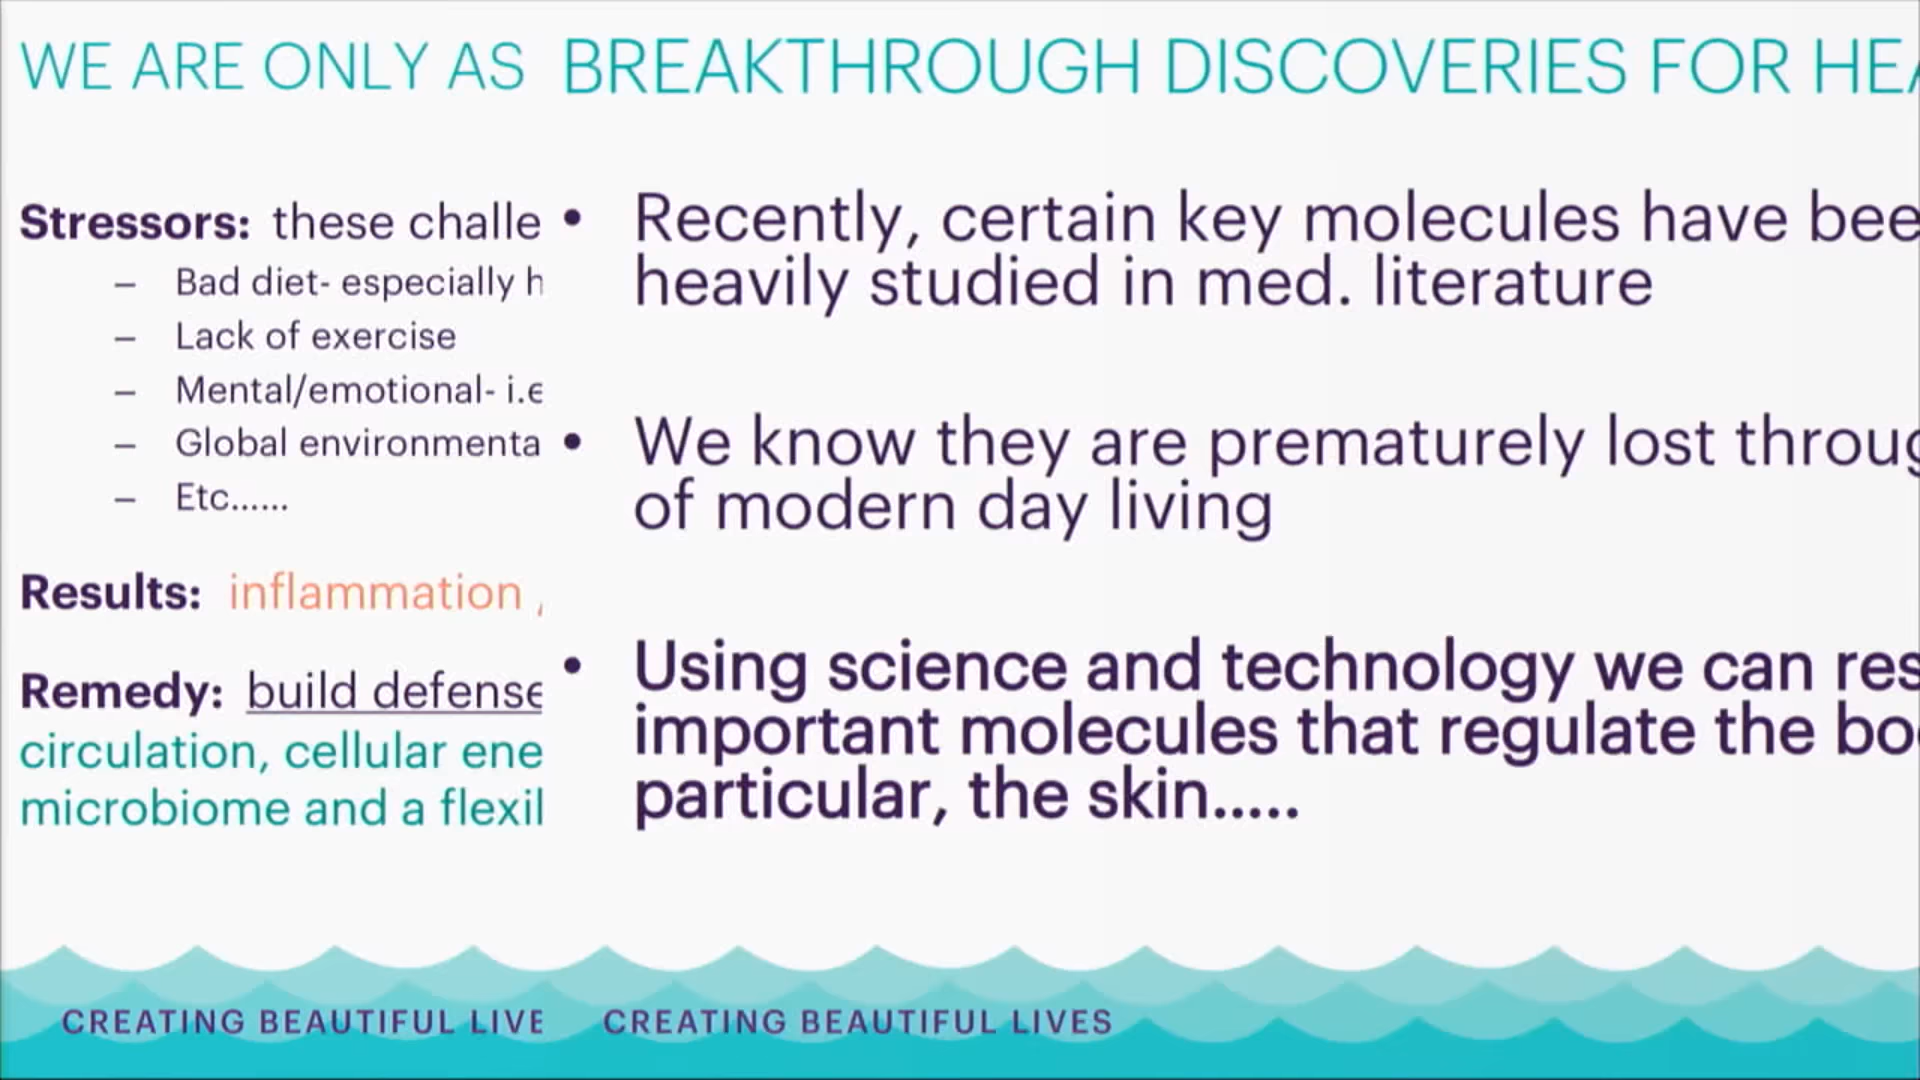 WE ARE ONLY AS
Stressors: these challe
– Bad diet- especially h
– Lack of exercise
– Mental/emotional- i.e
– Global environmenta
– Etc......
Results: inflammation ,
Remedy: build defense
circulation, cellular ene
microbiome and a flexil
CREATING BEAUTIFUL LIVE
BREAKTHROUGH DISCOVERIES FOR HEA
• Recently, certain key molecules have bee
heavily studied in med. literature
• We know they are prematurely lost throug
of modern day living
• Using science and technology we can res
important molecules that regulate the bo
particular, the skin.....
CREATING BEAUTIFUL LIVES